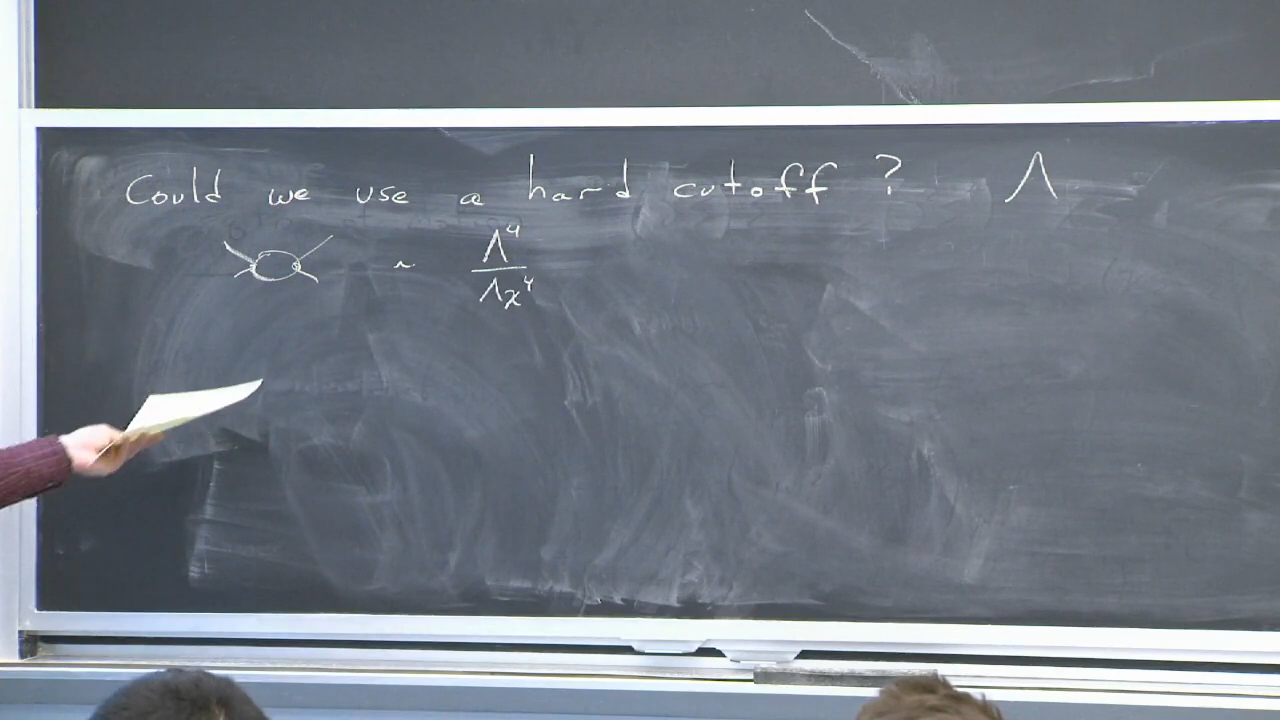 Could we use a hard cutoff ? Λ
~ Λ⁴ / Λχ⁴